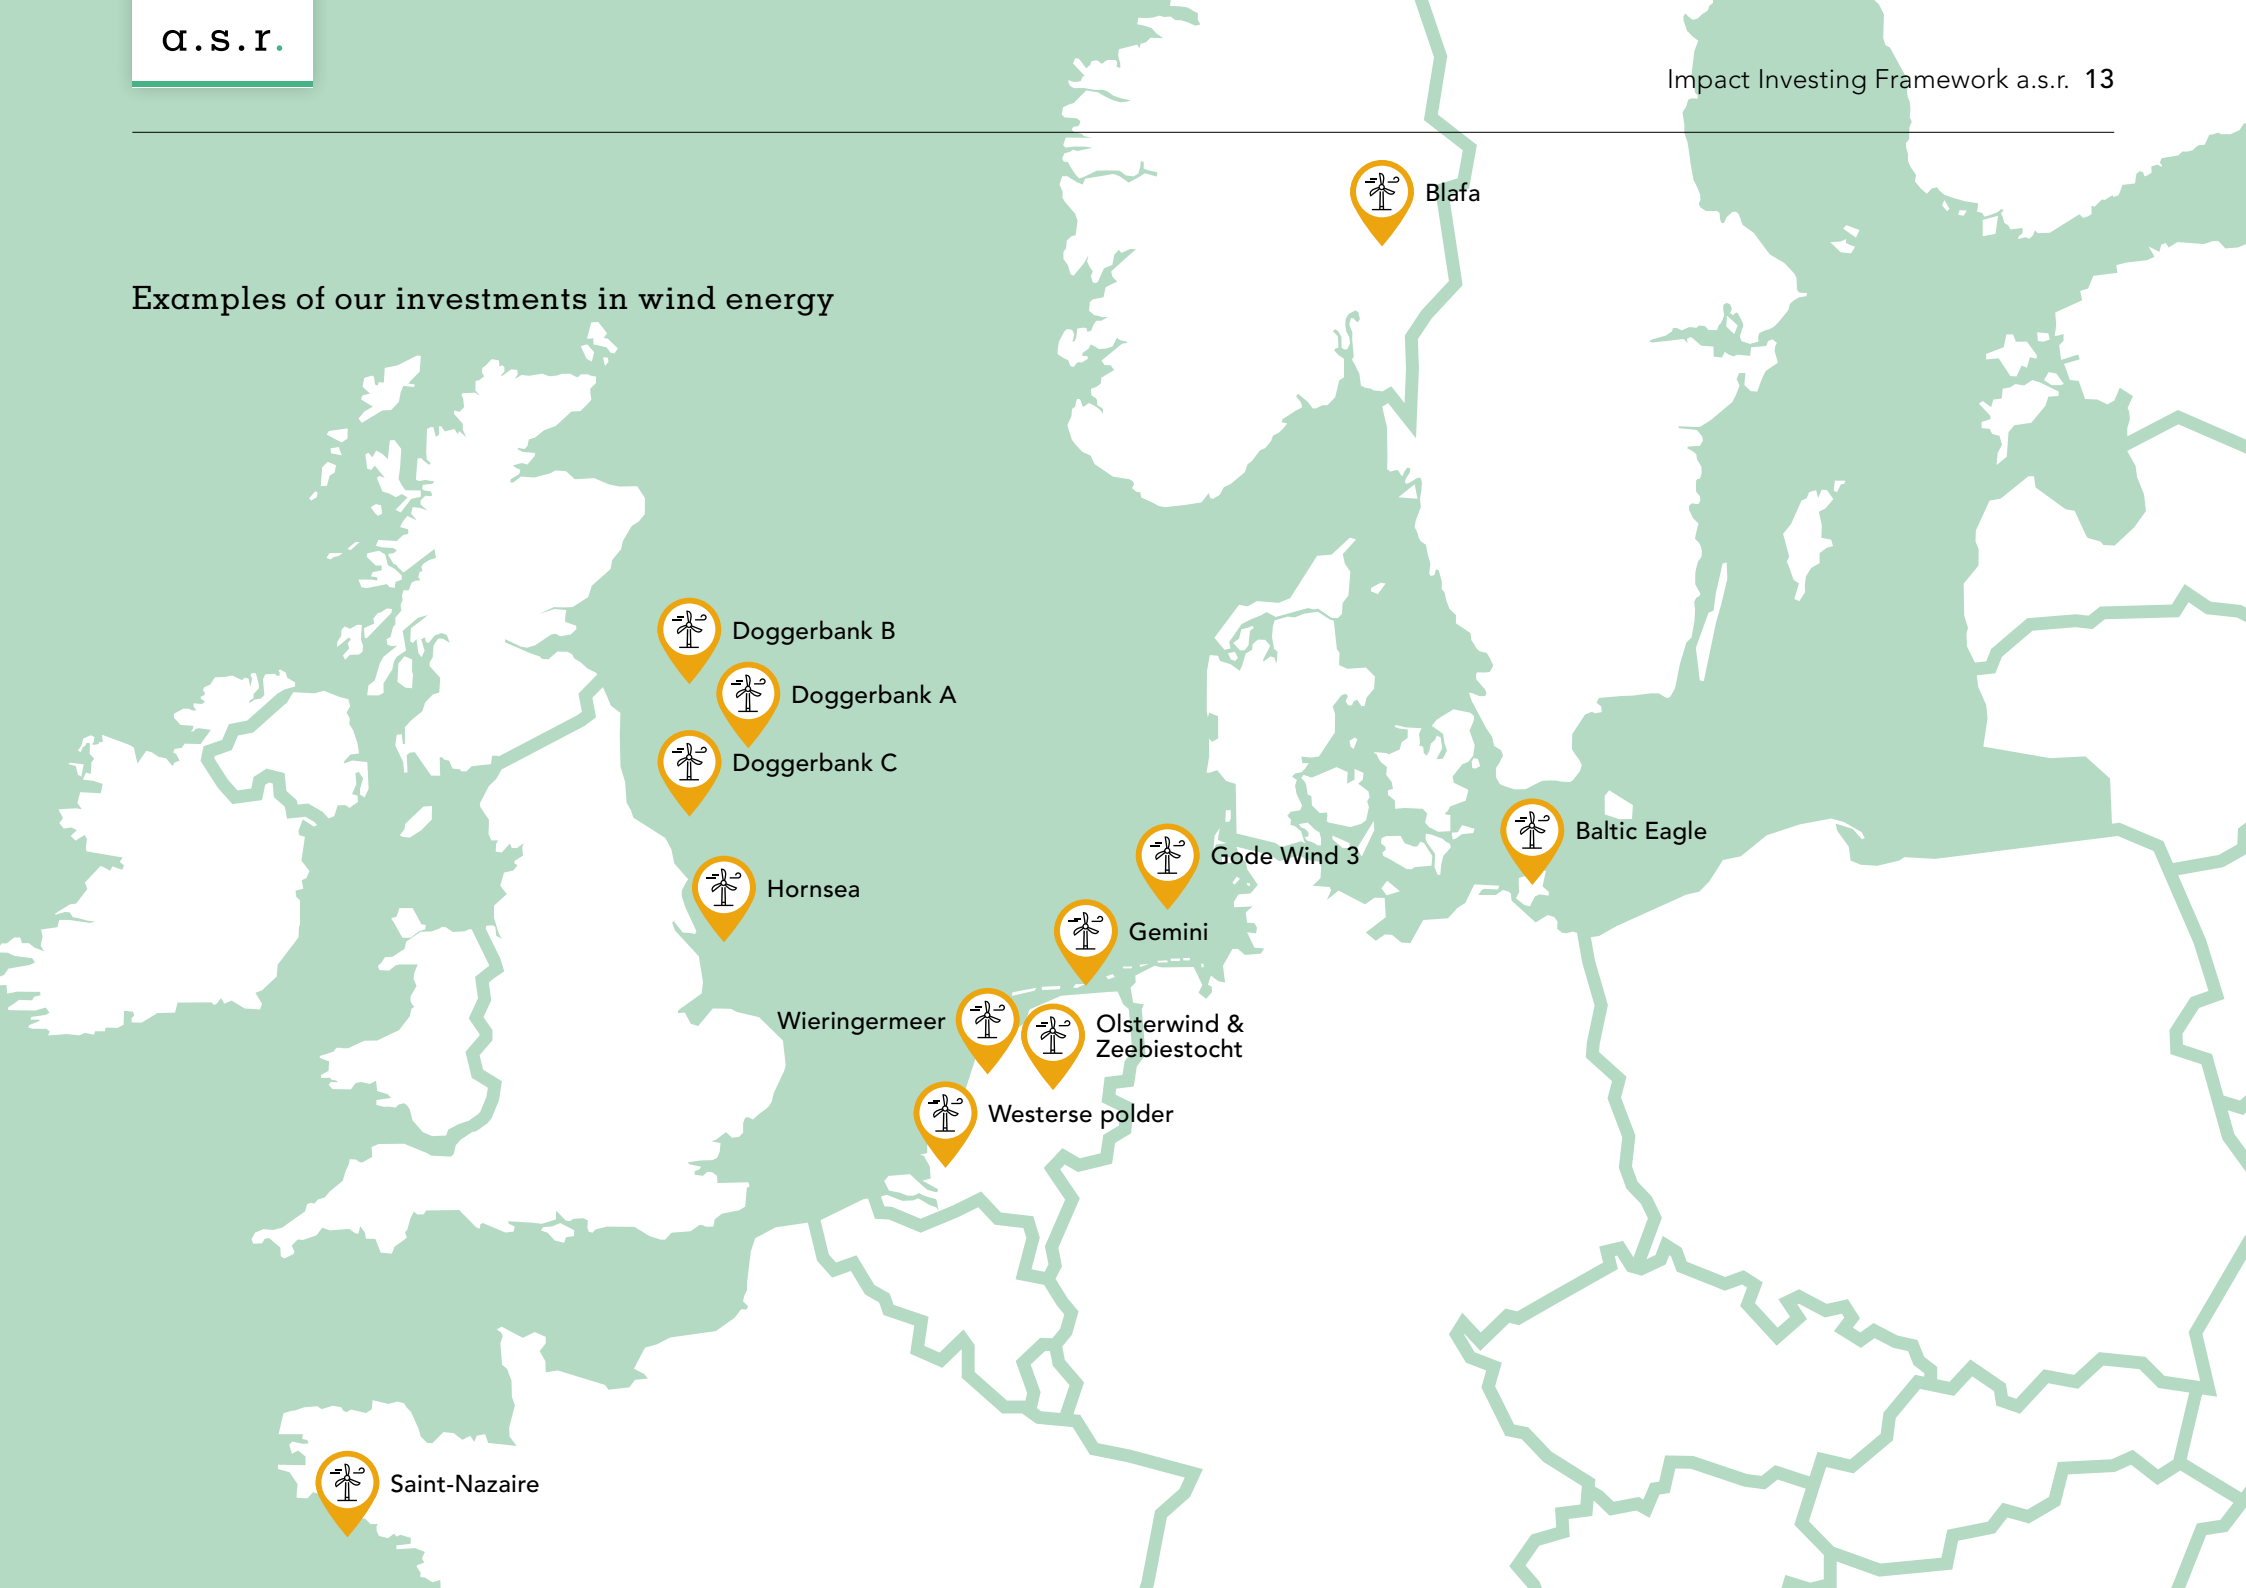 a.s.r.
Impact Investing Framework a.s.r. 13
Blafa
Examples of our investments in wind energy
Doggerbank B
Doggerbank A
Doggerbank C
Baltic Eagle
Gode Wind 3
Hornsea
Gemini
Wieringermeer
Olsterwind &
Zeebiestocht
Westerse polder
Saint-Nazaire